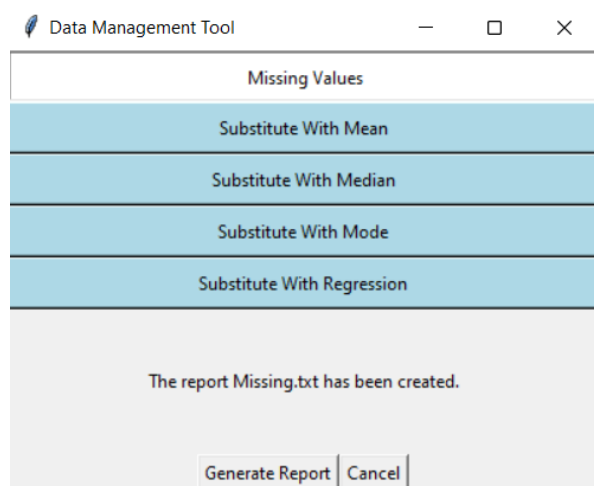 Data Management Tool
Missing Values
Substitute With Mean
Substitute With Median
Substitute With Mode
Substitute With Regression
The report Missing.txt has been created.
Generate Report Cancel